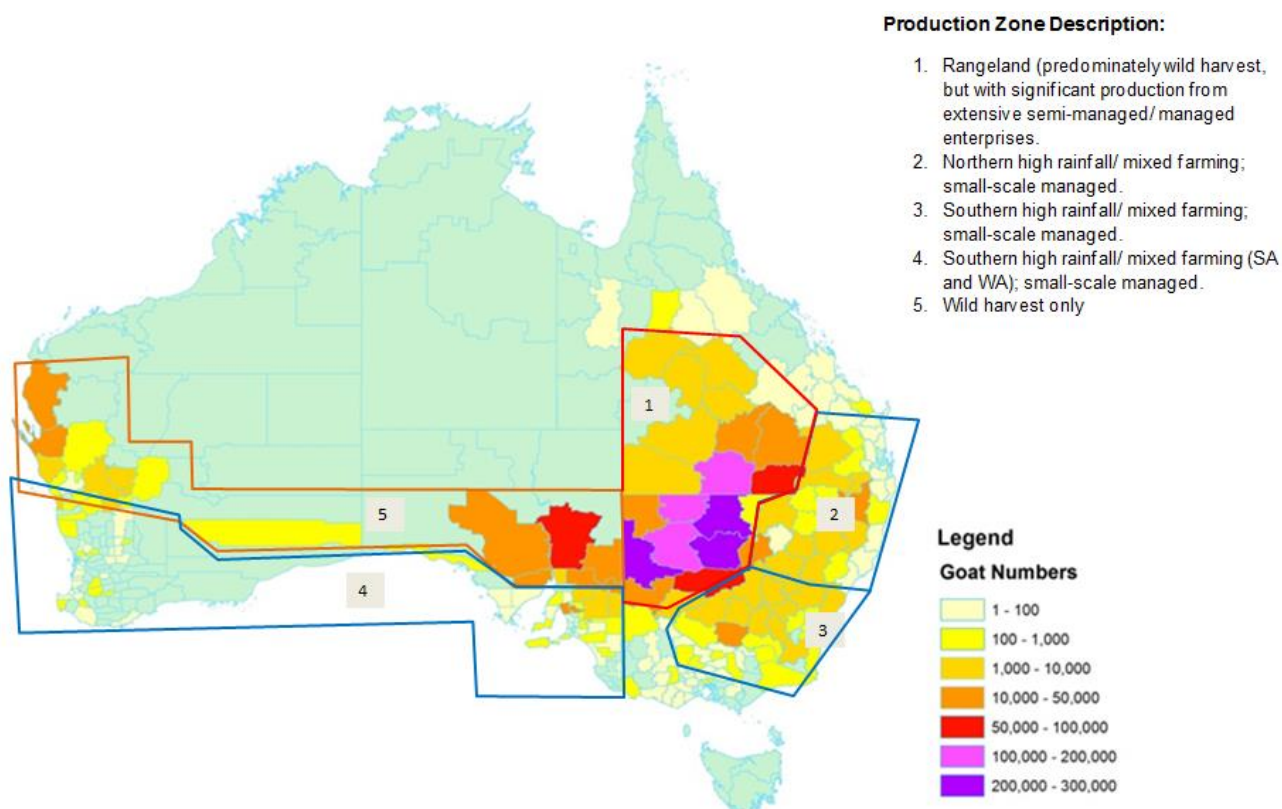 Production Zone Description:
1. Rangeland (predominately wild harvest,
but with significant production from
extensive semi-managed/ managed
enterprises.
2. Northern high rainfall/ mixed farming;
small-scale managed.
3. Southern high rainfall/ mixed farming;
small-scale managed.
4. Southern high rainfall/ mixed farming (SA
and WA); small-scale managed.
5. Wild harvest only
1
5
2
4
3
Legend
Goat Numbers
1 - 100
100 - 1,000
1,000 - 10,000
10,000 - 50,000
50,000 - 100,000
100,000 - 200,000
200,000 - 300,000